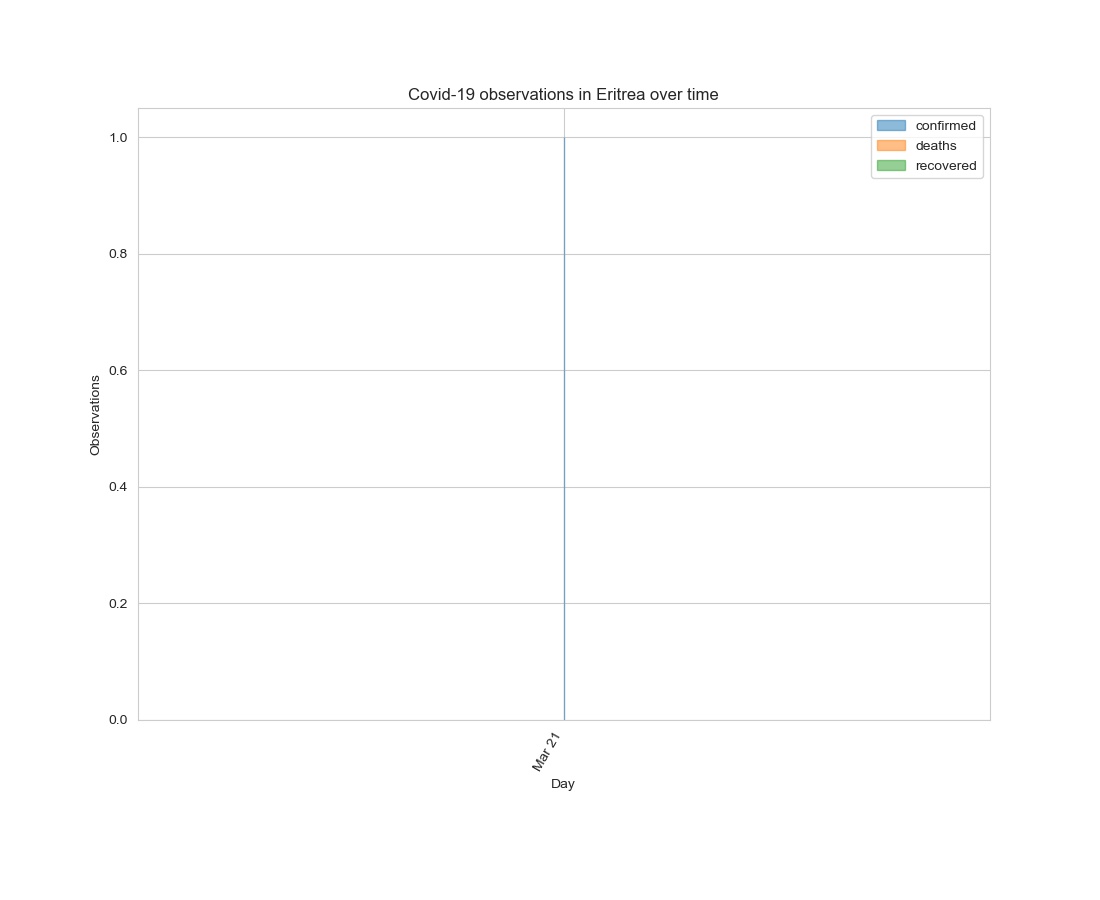 Covid-19 observations in Eritrea over time
confirmed
deaths
recovered
1.0
0.8
0.6
0.4
0.2
0.0
Observations
Mar 21
Day